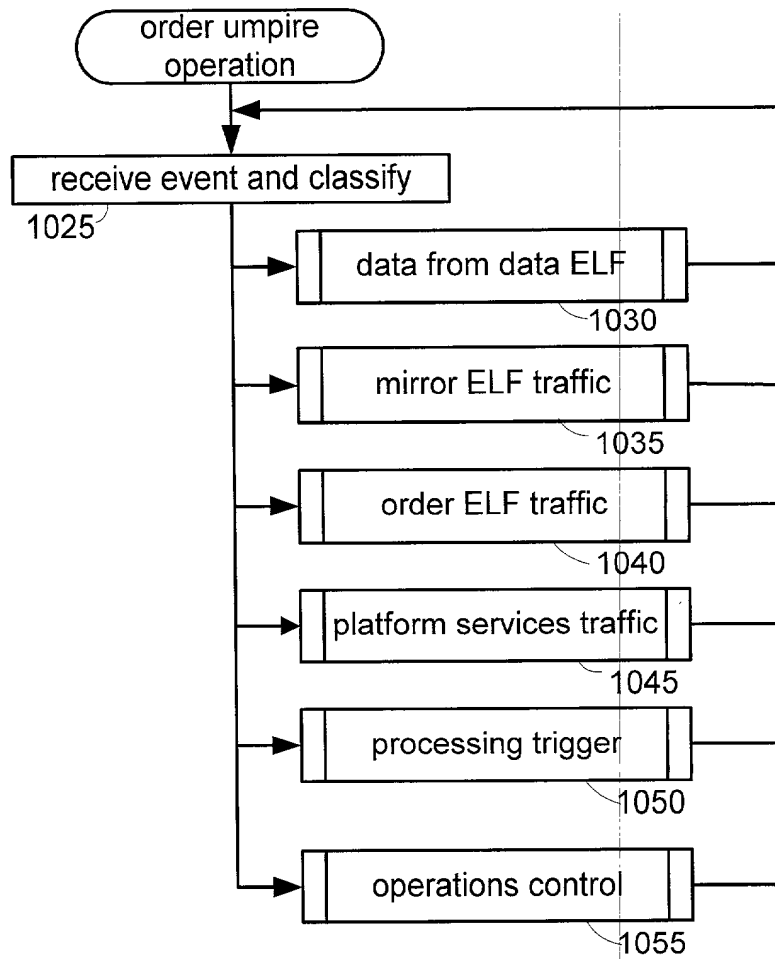 order umpire
operation
receive event and classify
1025
data from data ELF
1030
mirror ELF traffic
1035
order ELF traffic
1040
platform services traffic
1045
processing trigger
1050
operations control
1055